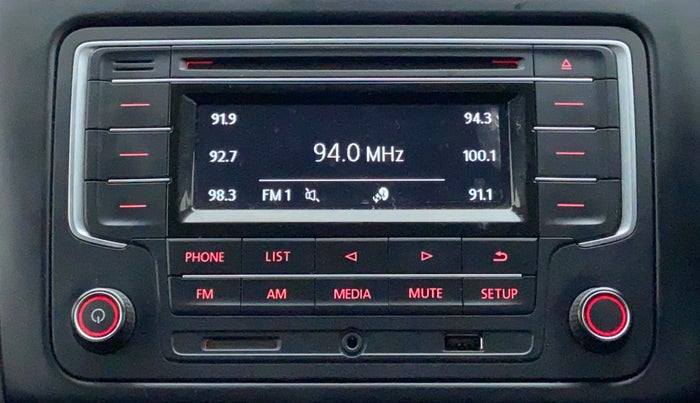 91.9
94.3
92.7
94.0 MHz
100.1
98.3
FM 1
91.1
PHONE
LIST
FM
AM
MEDIA
MUTE
SETUP